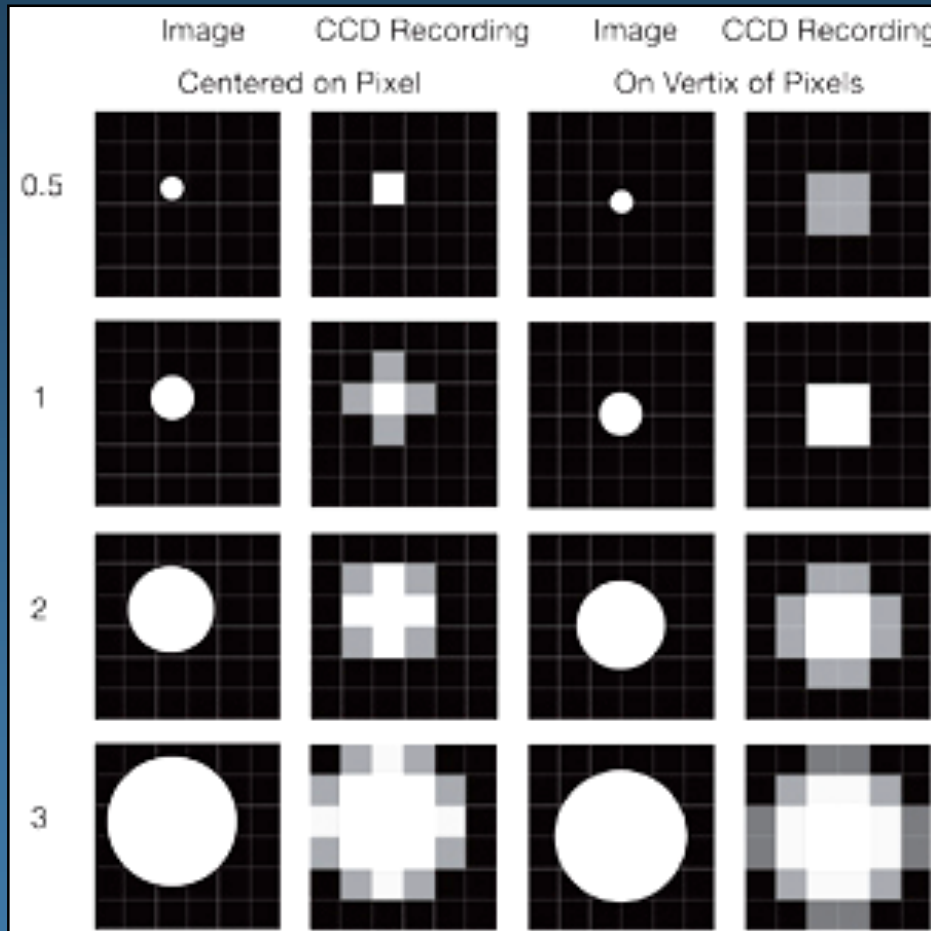 Image CCD Recording Image CCD Recording
Centered on Pixel On Vertix of Pixels
0.5
1
2
3